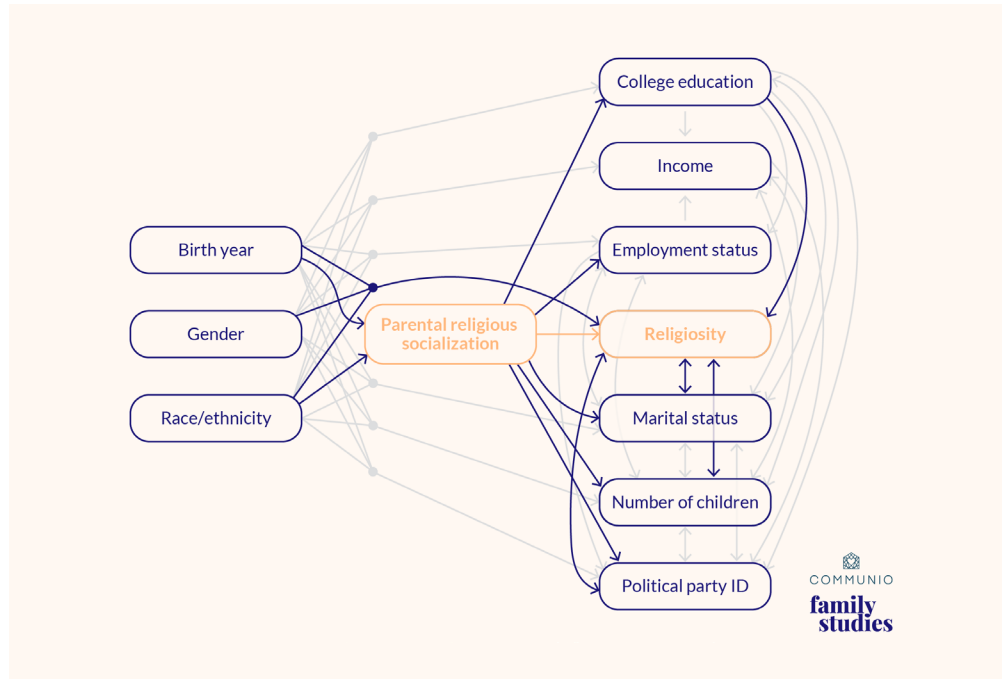 College education
Income
Birth year
Employment status
Gender
Parental religious
socialization
Religiosity
Race/ethnicity
Marital status
Number of children
Political party ID
COMMUNIO
family
studies